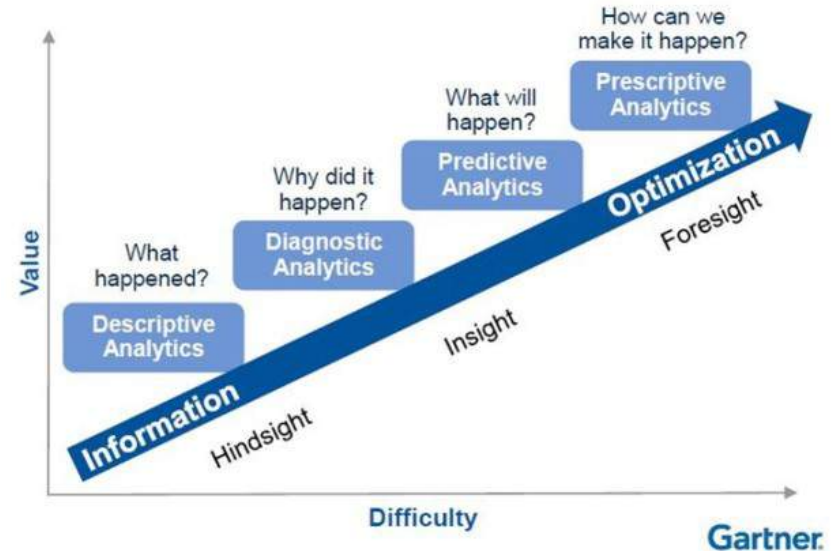 How can we
make it happen?
Prescriptive
Analytics
What will
happen?
Predictive
Analytics
Why did it
happen?
Diagnostic
Analytics
What
happened?
Descriptive
Analytics
Value
Information
Optimization
Hindsight
Insight
Foresight
Difficulty
Gartner